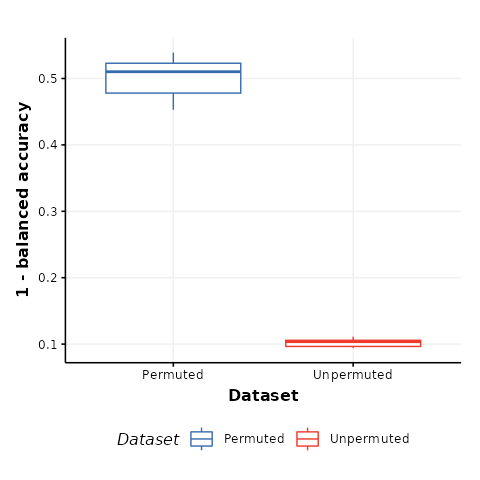 1 - balanced accuracy
0.5
0.4
0.3
0.2
0.1
Permuted Unpermuted
Dataset
Dataset Permuted Unpermuted